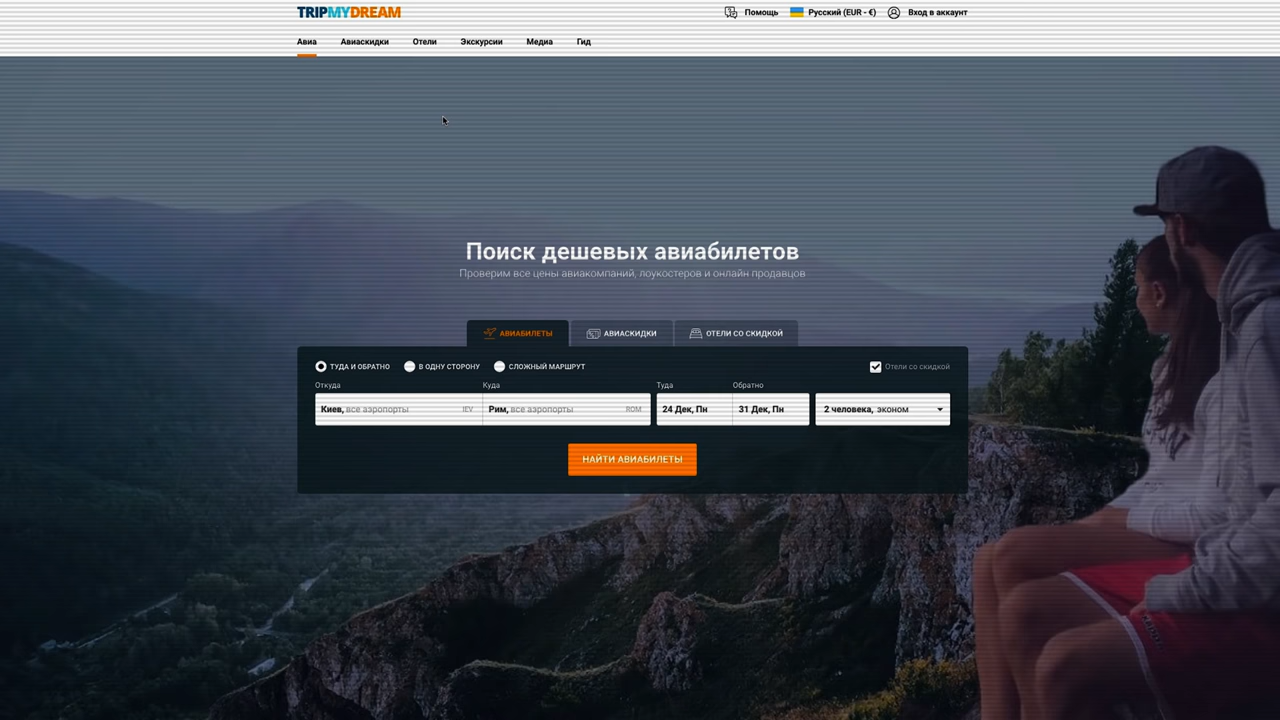 TRIPMYDREAM
Помощь
Русский (EUR - €)
Вход в аккаунт
Авиа
Авиаскидки
Отели
Экскурсии
Медиа
Гид
Поиск дешевых авиабилетов
Проверим все цены авиакомпаний, лоукостеров и онлайн продавцов
АВИАБИЛЕТЫ
АВИАСКИДКИ
ОТЕЛИ СО СКИДКОЙ
ТУДА И ОБРАТНО
В ОДНУ СТОРОНУ
СЛОЖНЫЙ МАРШРУТ
Отели со скидкой
Откуда
Куда
Туда
Обратно
Киев, все аэропорты IEV
Рим, все аэропорты ROM
24 Дек, Пн
31 Дек, Пн
2 человека, эконом
НАЙТИ АВИАБИЛЕТЫ